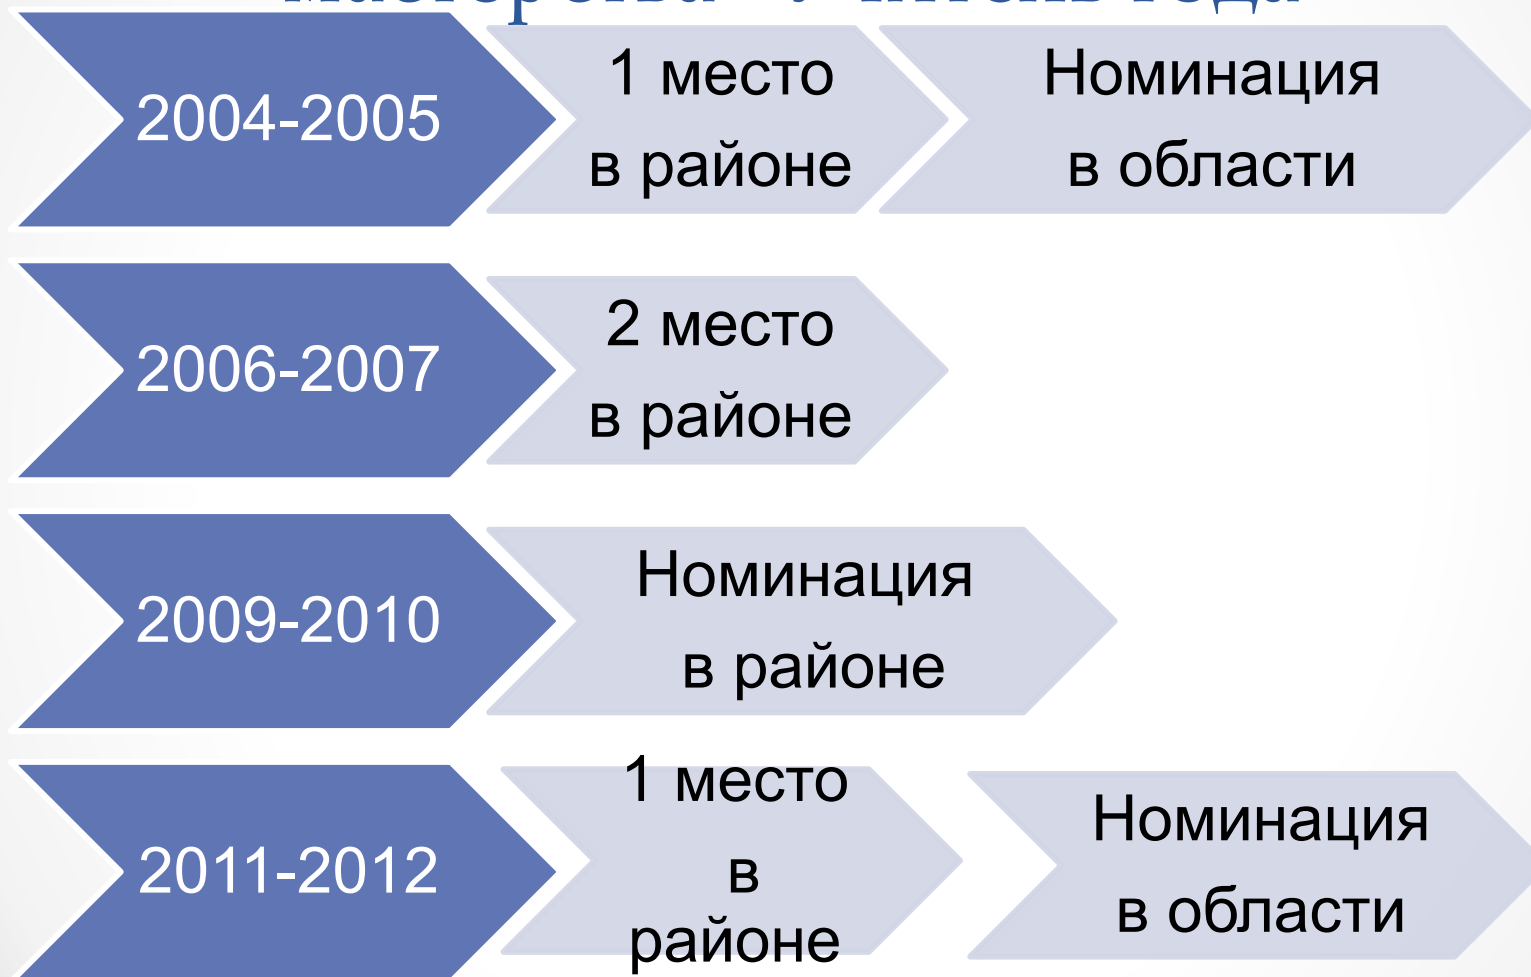 2004-2005
1 место
в районе
Номинация
в области
2006-2007
2 место
в районе
2009-2010
Номинация
в районе
2011-2012
1 место
в
районе
Номинация
в области